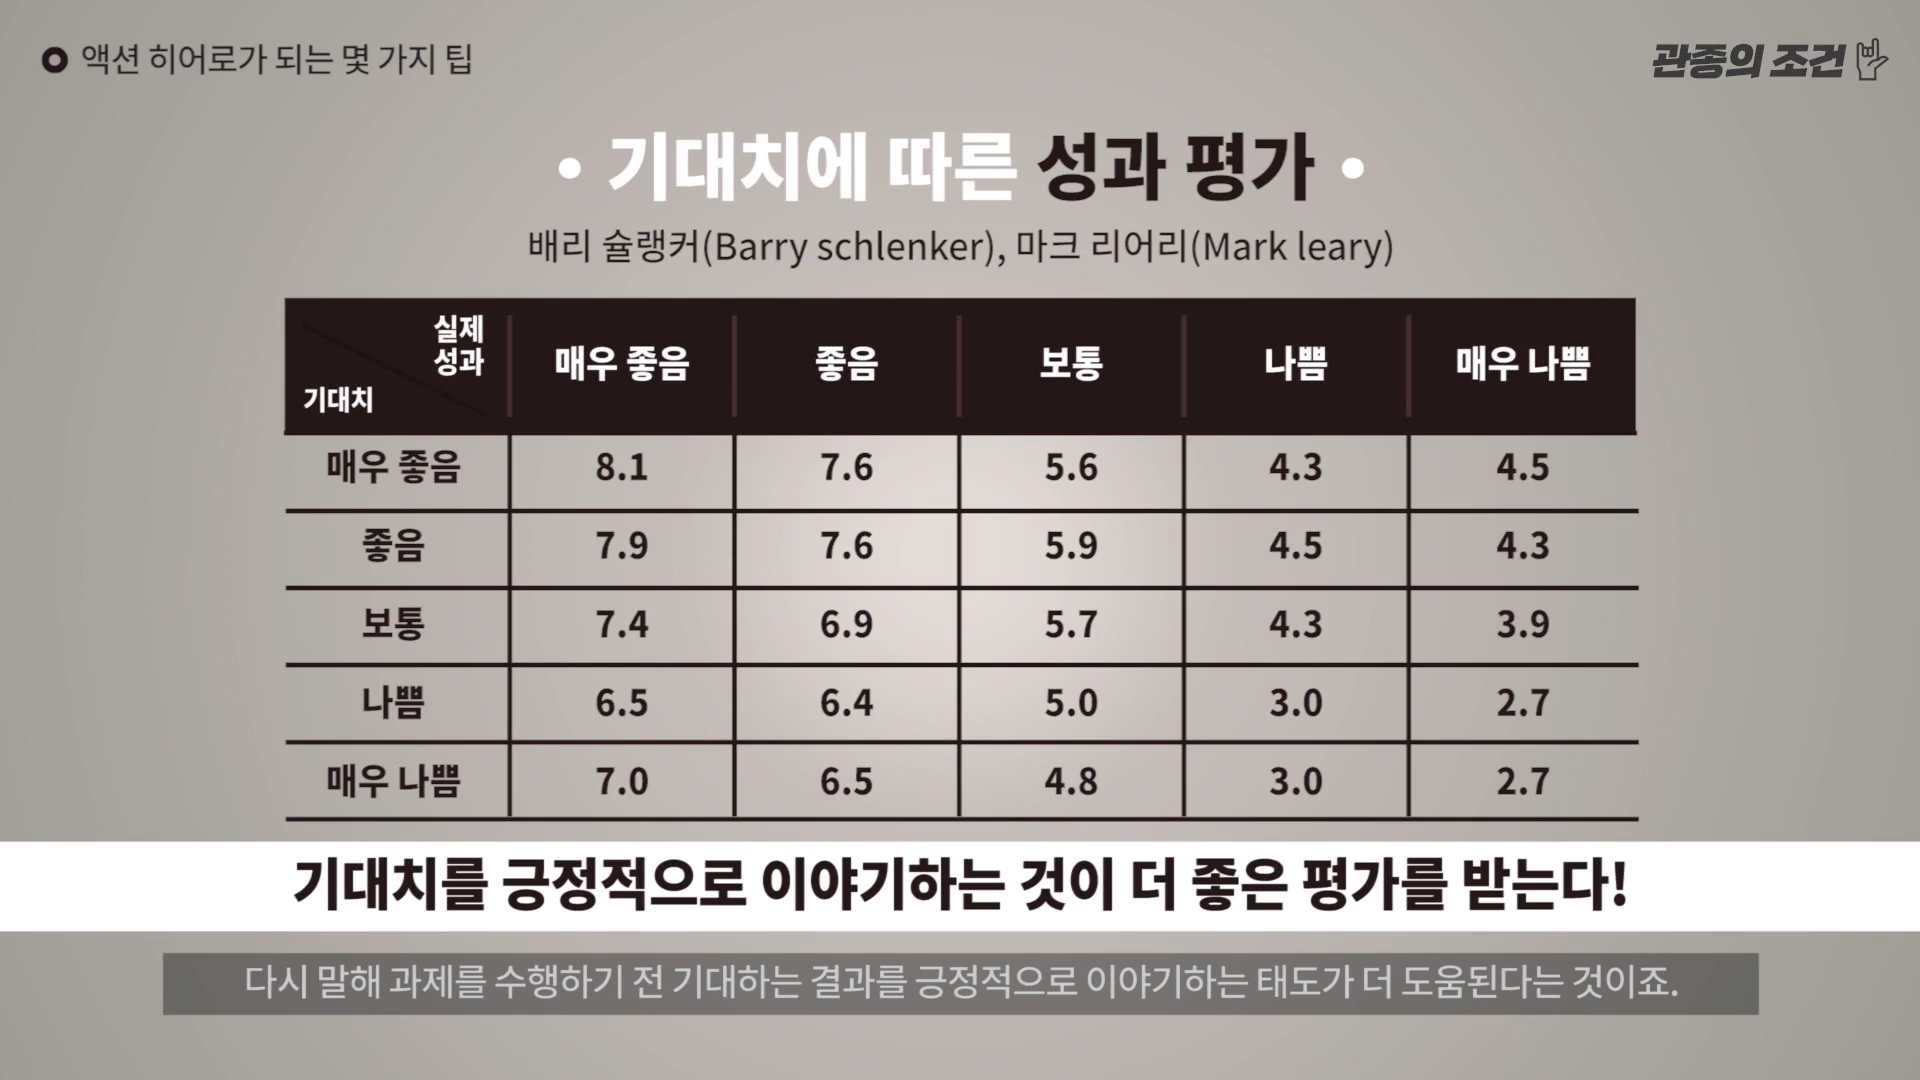 액션 히어로가 되는 몇 가지 팁
관종의 조건
• 기대치에 따른 성과 평가 •
배리 슐랭커(Barry schlenker), 마크 리어리(Mark leary)
실제 성과 기대치 매우 좋음 좋음 보통 나쁨 매우 나쁨
매우 좋음 8.1 7.6 5.6 4.3 4.5
좋음 7.9 7.6 5.9 4.5 4.3
보통 7.4 6.9 5.7 4.3 3.9
나쁨 6.5 6.4 5.0 3.0 2.7
매우 나쁨 7.0 6.5 4.8 3.0 2.7
기대치를 긍정적으로 이야기하는 것이 더 좋은 평가를 받는다!
다시 말해 과제를 수행하기 전 기대하는 결과를 긍정적으로 이야기하는 태도가 더 도움된다는 것이죠.